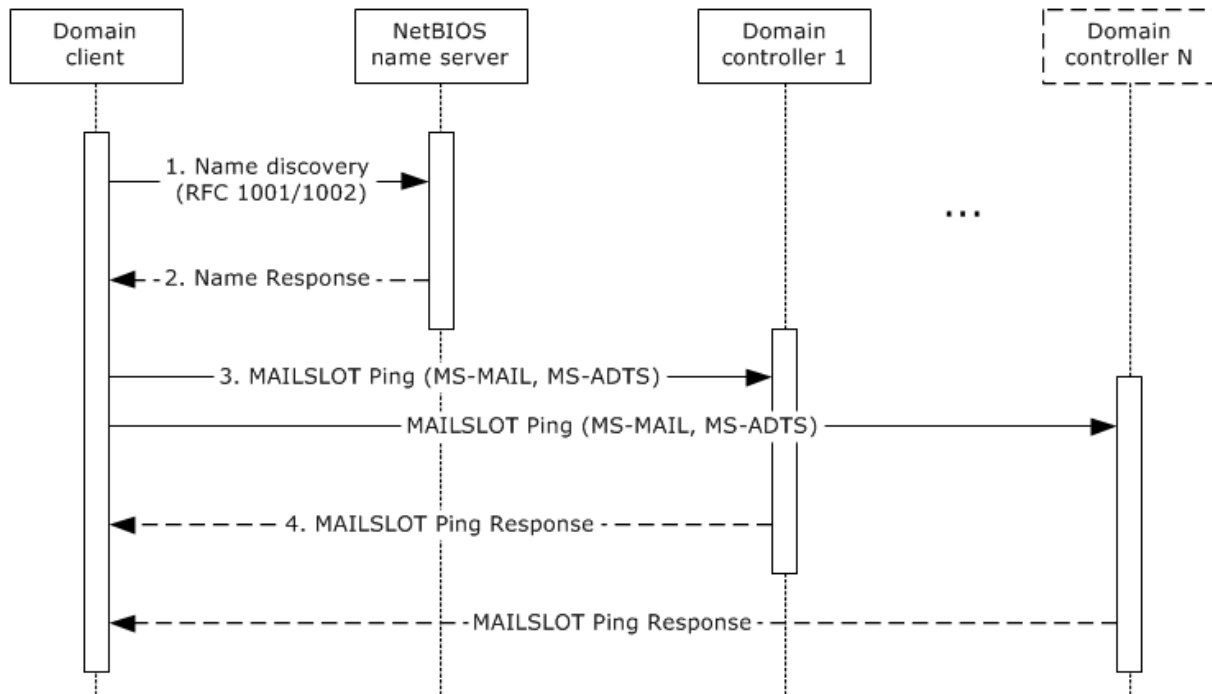 Domain
client
NetBIOS
name server
Domain
controller 1
Domain
controller N
1. Name discovery
(RFC 1001/1002)
...
2. Name Response
3. MAILSLOT Ping (MS-MAIL, MS-ADTS)
MAILSLOT Ping (MS-MAIL, MS-ADTS)
4. MAILSLOT Ping Response
MAILSLOT Ping Response